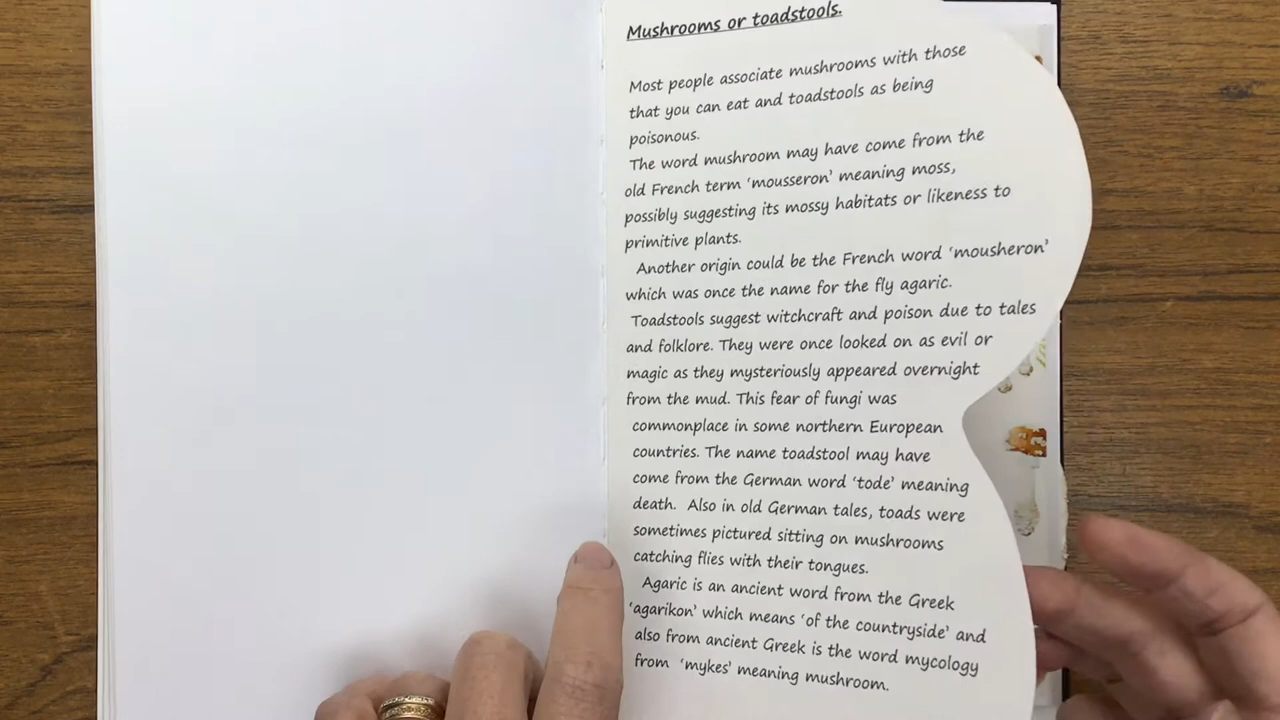 Mushrooms or toadstools.
Most people associate mushrooms with those
that you can eat and toadstools as being
poisonous.
The word mushroom may have come from the
old French term ‘mousseron’ meaning moss,
possibly suggesting its mossy habitats or likeness to
primitive plants.
Another origin could be the French word ‘mousheron’
which was once the name for the fly agaric.
Toadstools suggest witchcraft and poison due to tales
and folklore. They were once looked on as evil or
magic as they mysteriously appeared overnight
from the mud. This fear of fungi was
commonplace in some northern European
countries. The name toadstool may have
come from the German word ‘tode’ meaning
death. Also in old German tales, toads were
sometimes pictured sitting on mushrooms
catching flies with their tongues.
Agaric is an ancient word from the Greek
‘agarikon’ which means ‘of the countryside’ and
also from ancient Greek is the word mycology
from ‘mykes’ meaning mushroom.